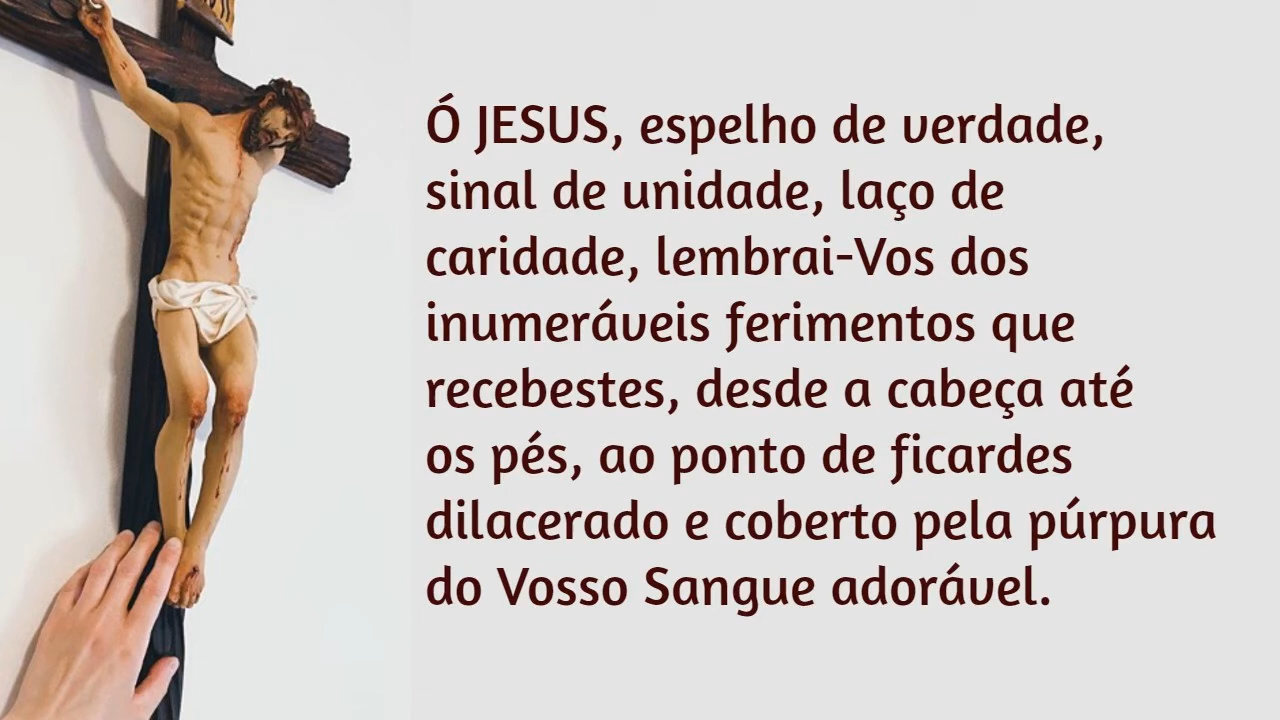 Ó JESUS, espelho de verdade,
sinal de unidade, laço de
caridade, lembrai-Vos dos
inumeráveis ferimentos que
recebestes, desde a cabeça até
os pés, ao ponto de ficardes
dilacerado e coberto pela púrpura
do Vosso Sangue adorável.